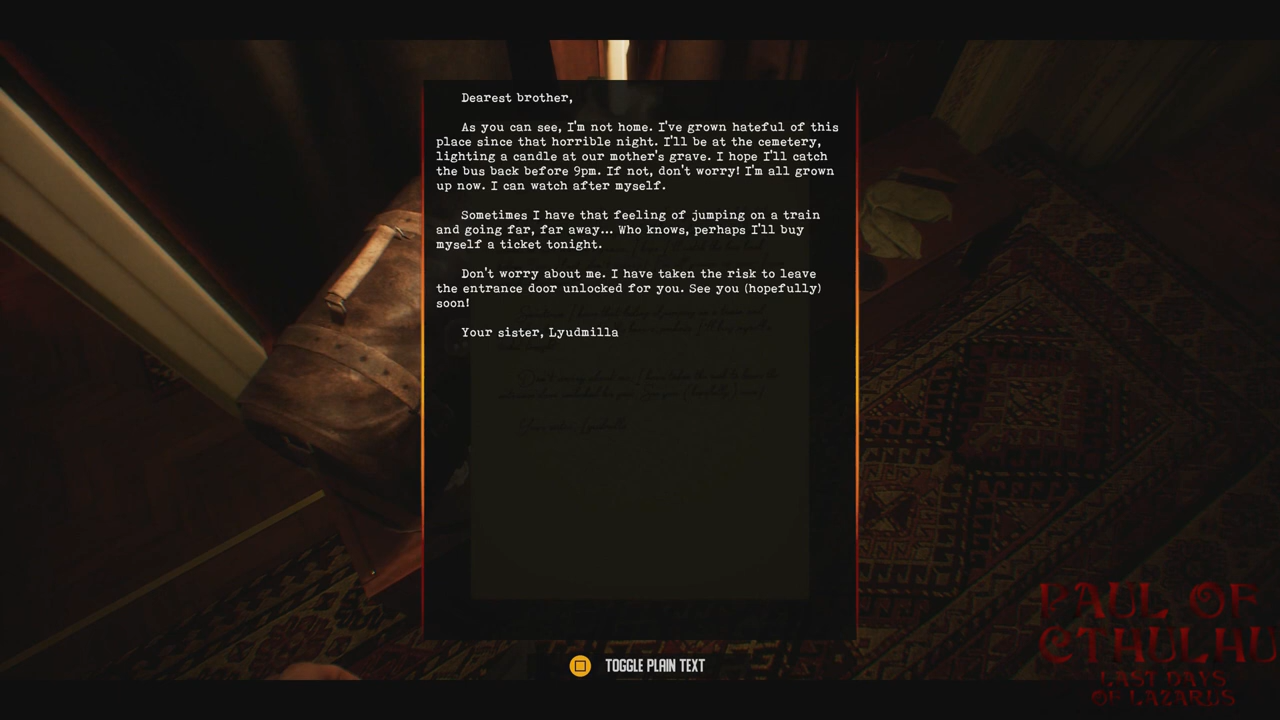 Dearest brother,
As you can see, I'm not home. I've grown hateful of this
place since that horrible night. I'll be at the cemetery,
lighting a candle at our mother's grave. I hope I'll catch
the bus back before 9pm. If not, don't worry! I'm all grown
up now. I can watch after myself.
Sometimes I have that feeling of jumping on a train
and going far, far away... Who knows, perhaps I'll buy
myself a ticket tonight.
Don't worry about me. I have taken the risk to leave
the entrance door unlocked for you. See you (hopefully)
soon!
Your sister, Lyudmilla
TOGGLE PLAIN TEXT
PAUL OF
CTHULHU
LAST DAYS
OF LAZARUS